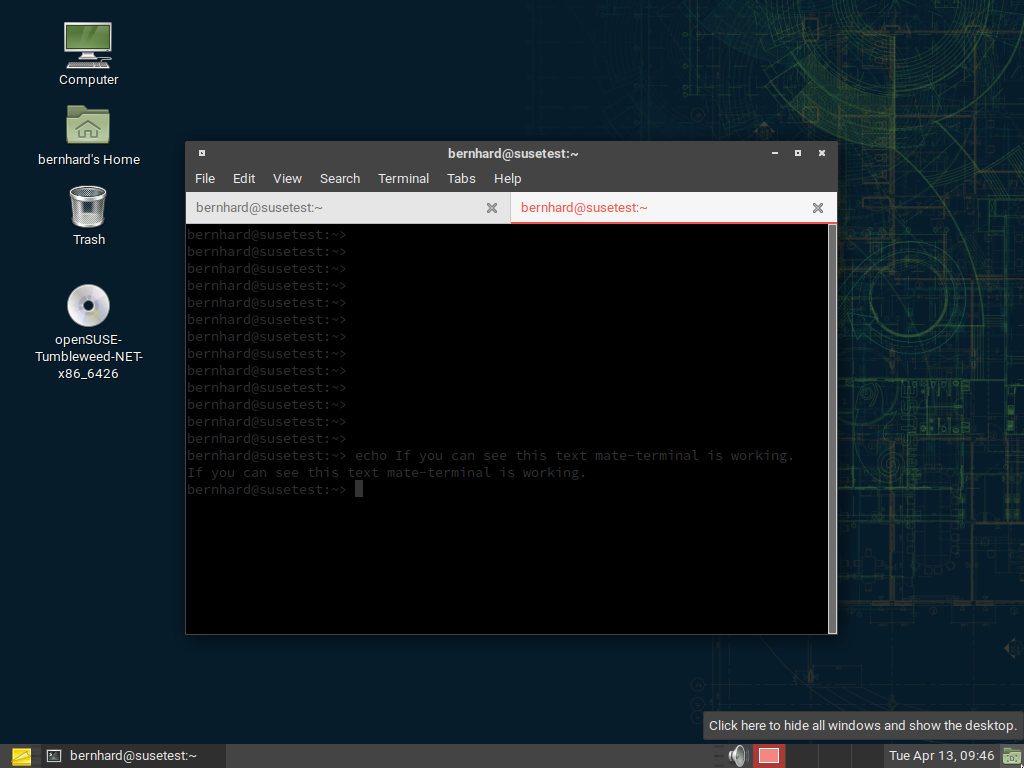 Computer
bernhard's Home
Trash
openSUSE-
Tumbleweed-NET-
x86_6426
bernhard@susetest:~
File Edit View Search Terminal Tabs Help
bernhard@susetest:~ bernhard@susetest:~
bernhard@susetest:~>
bernhard@susetest:~>
bernhard@susetest:~>
bernhard@susetest:~>
bernhard@susetest:~>
bernhard@susetest:~>
bernhard@susetest:~>
bernhard@susetest:~>
bernhard@susetest:~>
bernhard@susetest:~>
bernhard@susetest:~>
bernhard@susetest:~>
bernhard@susetest:~>
bernhard@susetest:~> echo If you can see this text mate-terminal is working.
If you can see this text mate-terminal is working.
bernhard@susetest:~>
Click here to hide all windows and show the desktop.
bernhard@susetest:~
Tue Apr 13, 09:46